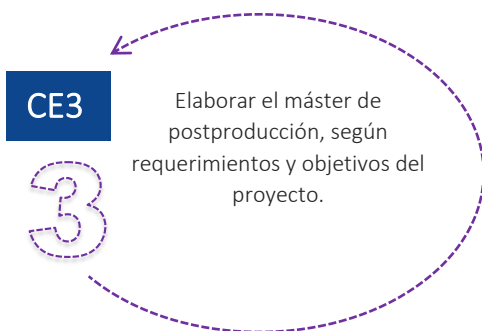 CE3
3
Elaborar el máster de
postproducción, según
requerimientos y objetivos del
proyecto.